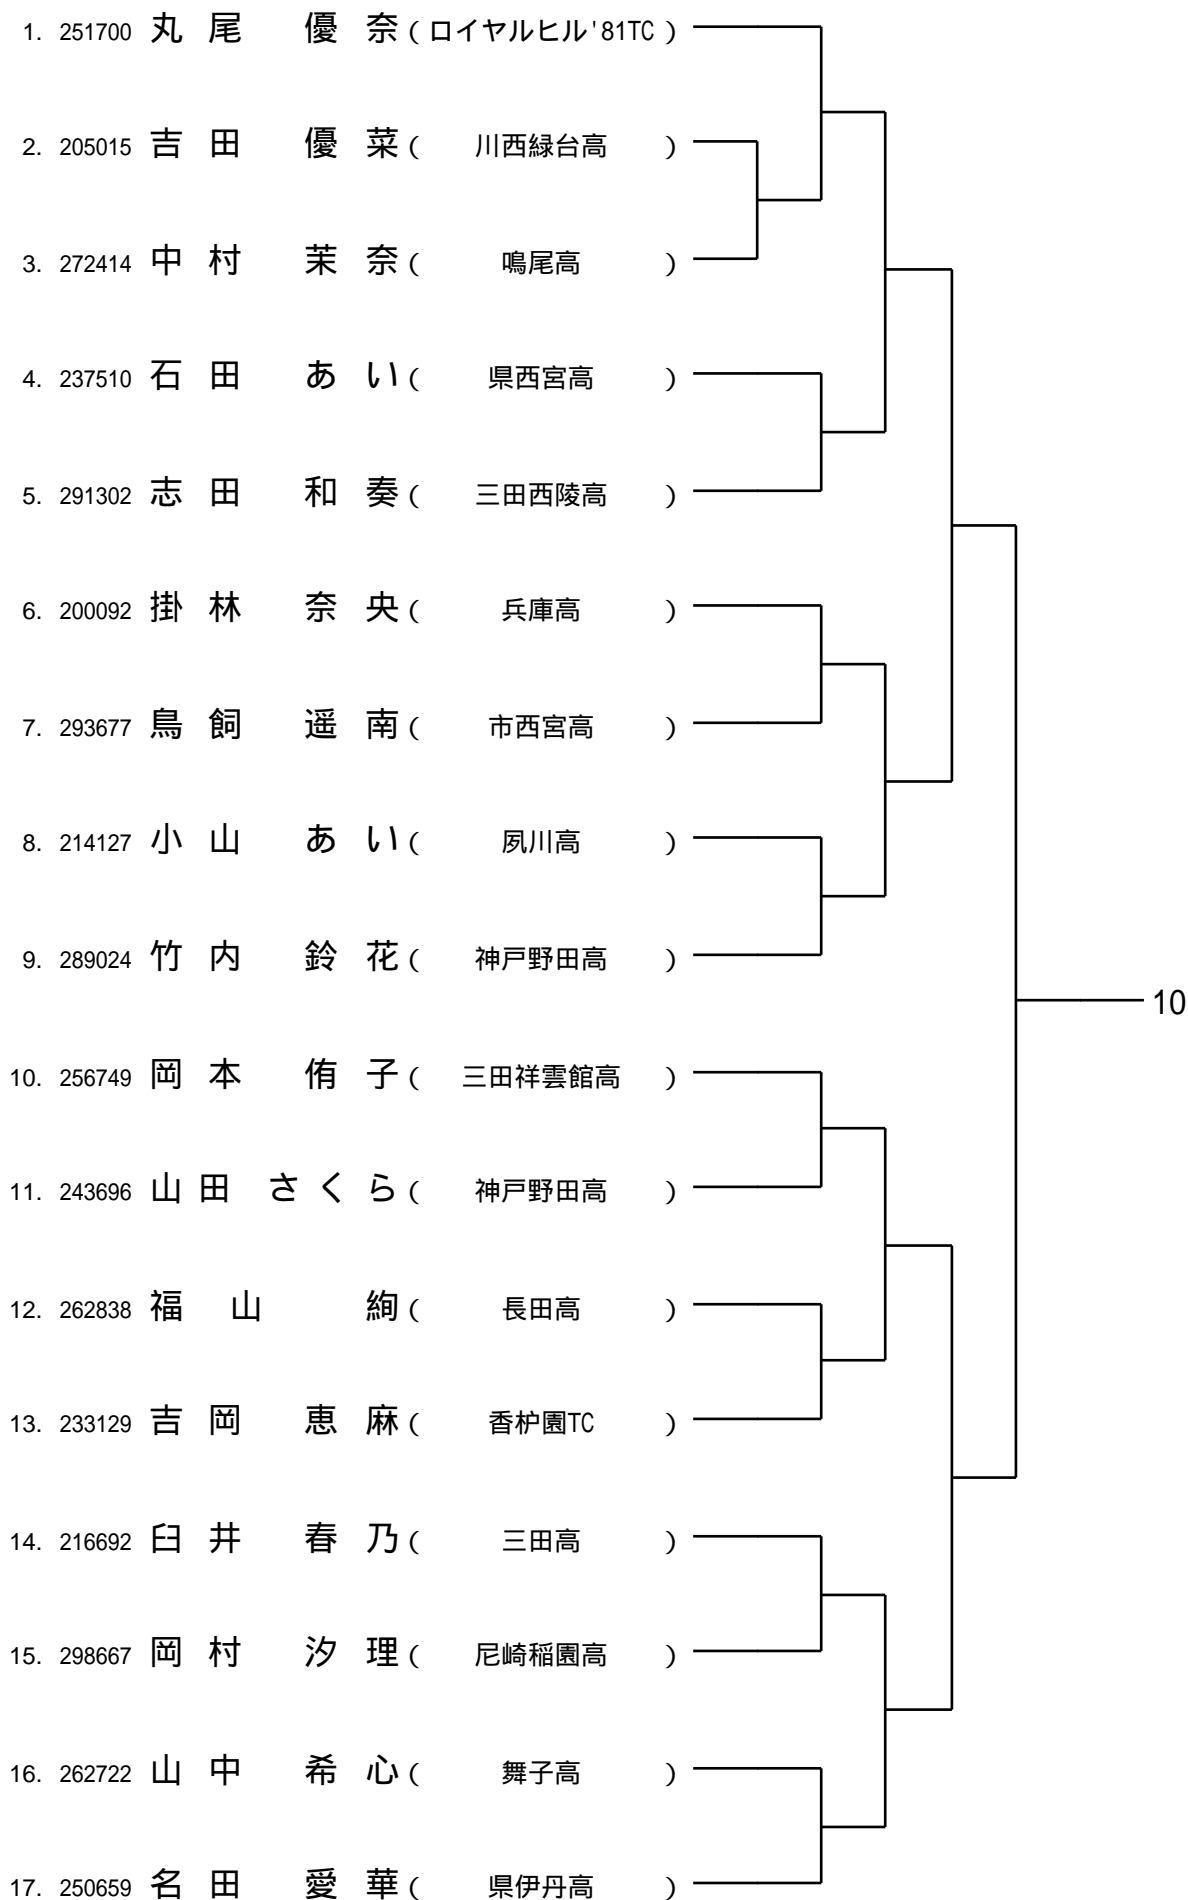 1. 251700 丸尾 優奈 ( ロイヤルヒル'81TC )
2. 205015 吉田 優菜 ( 川西緑台高 )
3. 272414 中村 茉奈 ( 鳴尾高 )
4. 237510 石田 あい ( 県西宮高 )
5. 291302 志田 和奏 ( 三田西陵高 )
6. 200092 掛林 奈央 ( 兵庫高 )
7. 293677 鳥飼 遥南 ( 市西宮高 )
8. 214127 小山 あい ( 夙川高 )
9. 289024 竹内 鈴花 ( 神戸野田高 )
10
10. 256749 岡本 侑子 ( 三田祥雲館高 )
11. 243696 山田 さくら ( 神戸野田高 )
12. 262838 福山 絢 ( 長田高 )
13. 233129 吉岡 恵麻 ( 香枦園TC )
14. 216692 臼井 春乃 ( 三田高 )
15. 298667 岡村 汐理 ( 尼崎稲園高 )
16. 262722 山中 希心 ( 舞子高 )
17. 250659 名田 愛華 ( 県伊丹高 )